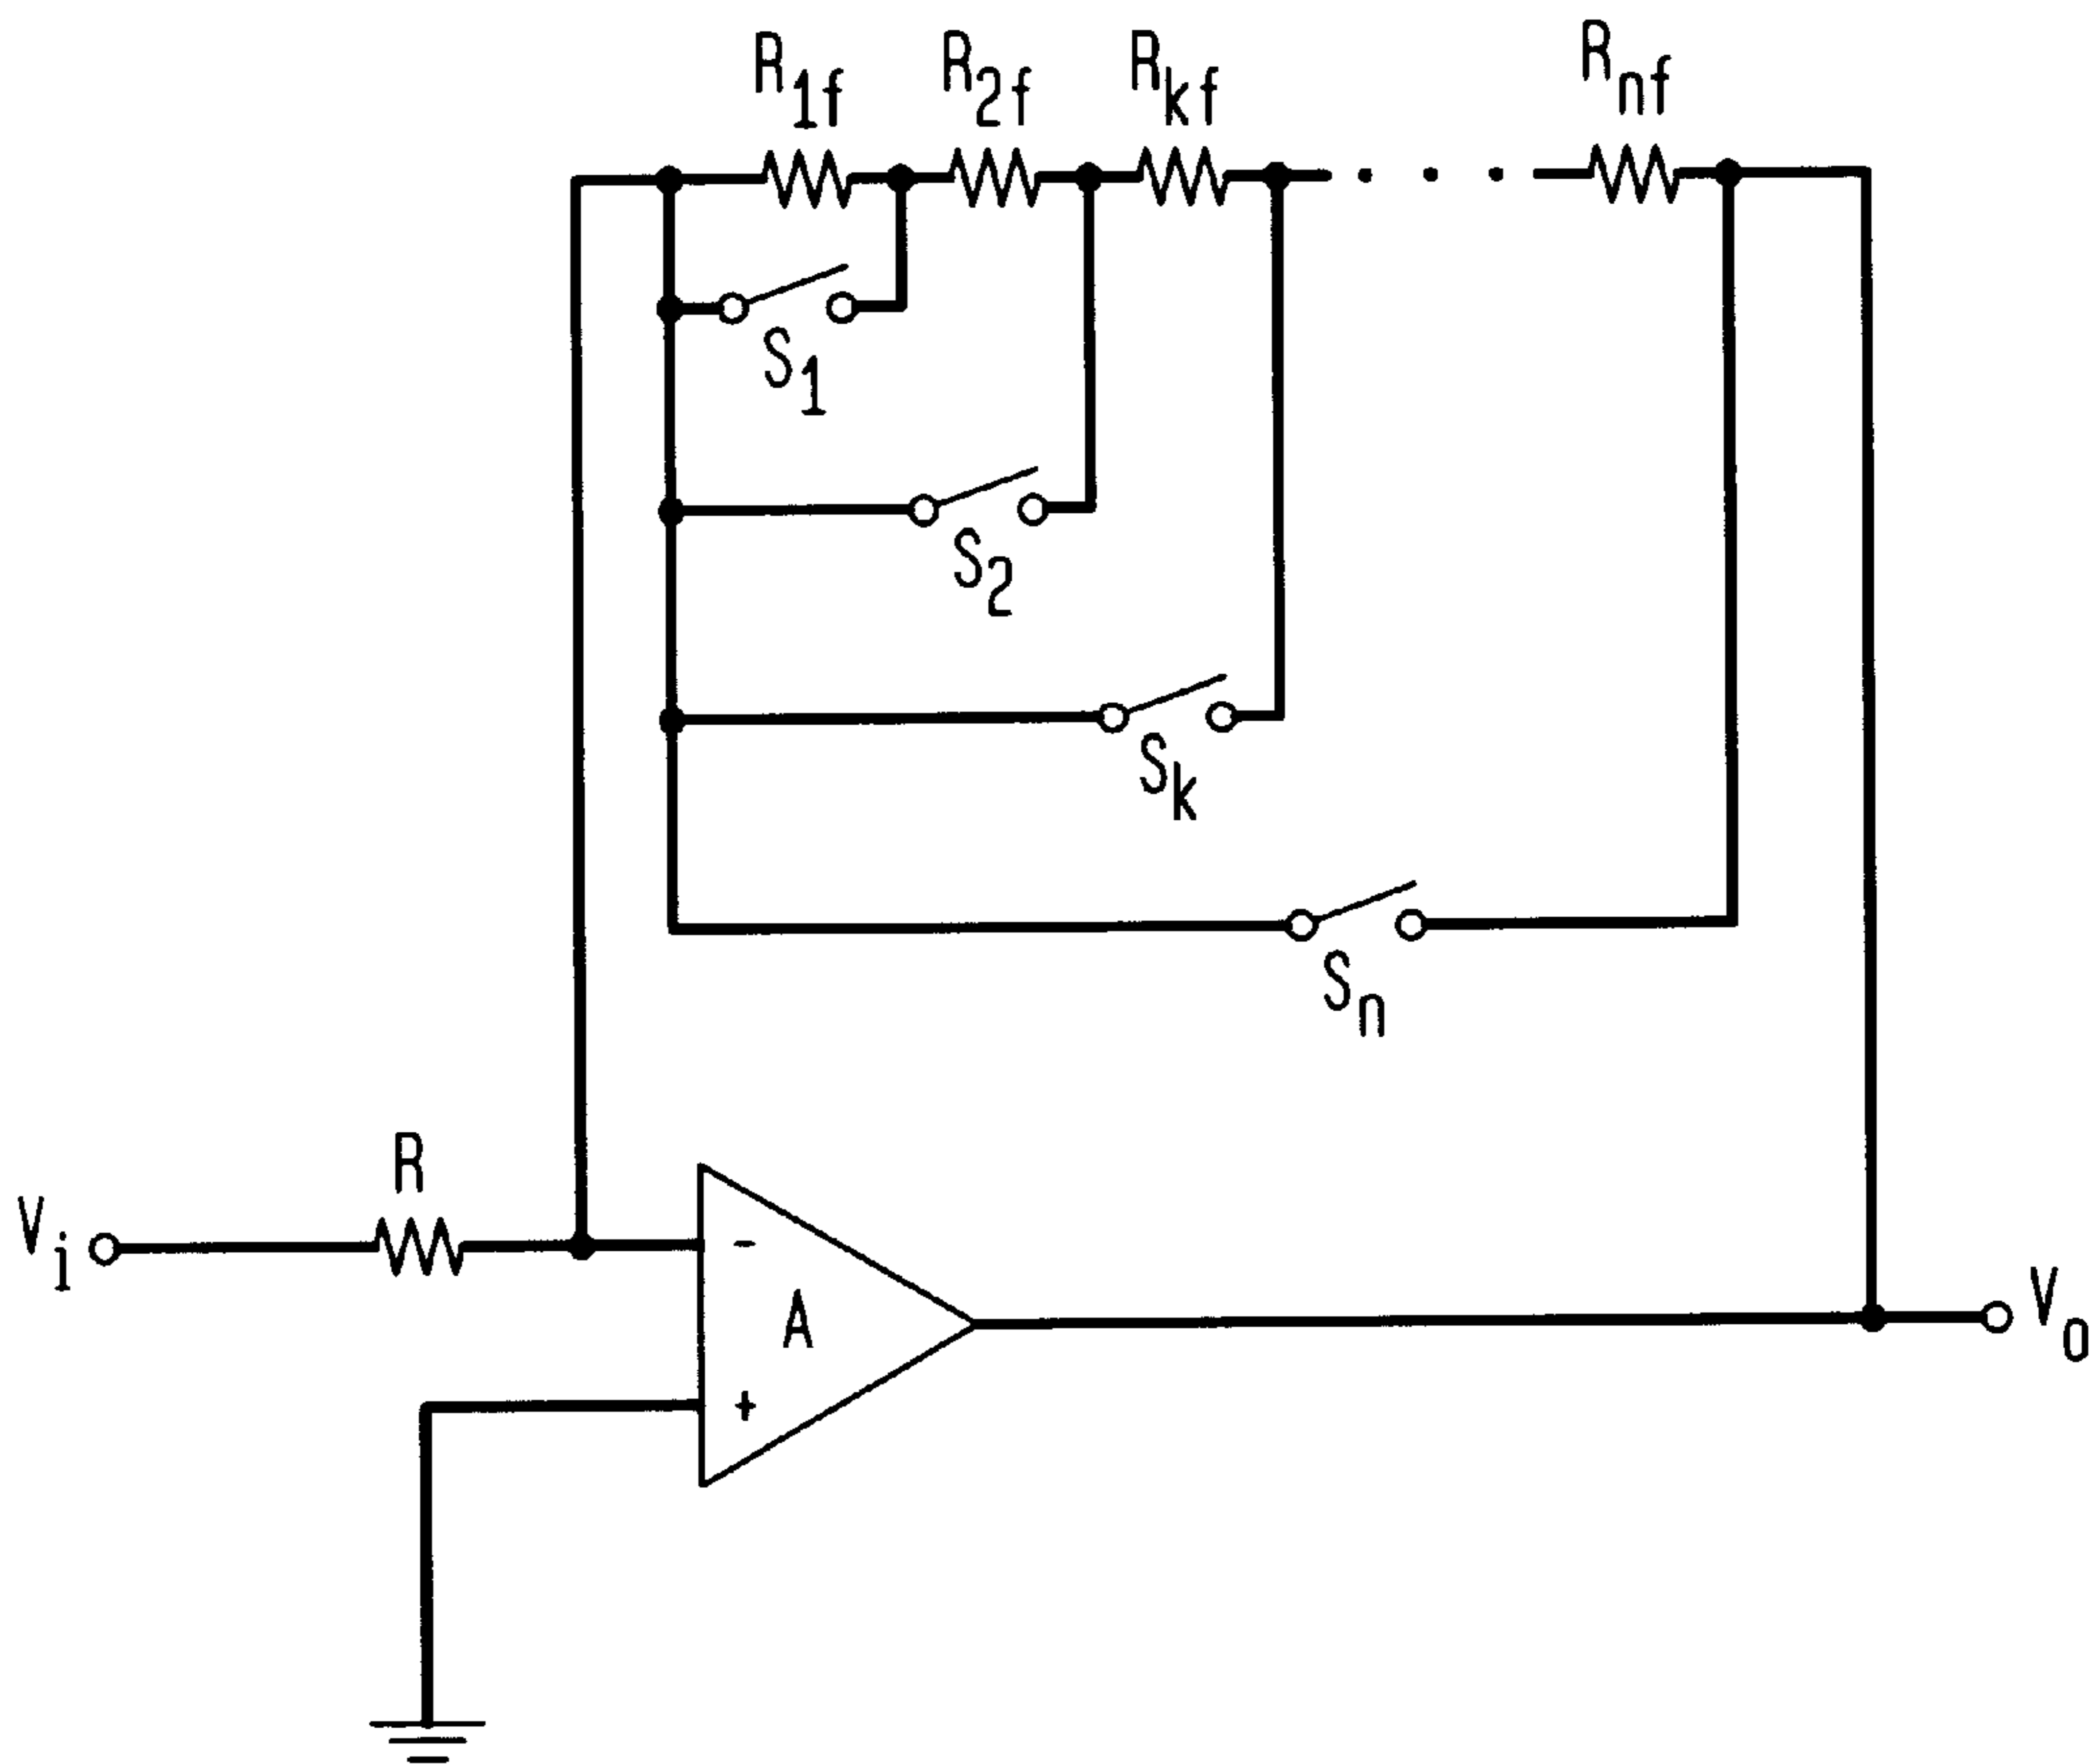 R1f R2f Rkf Rnf
S1
S2
Sk
Sn
R
Vi
-
A
Vo
+